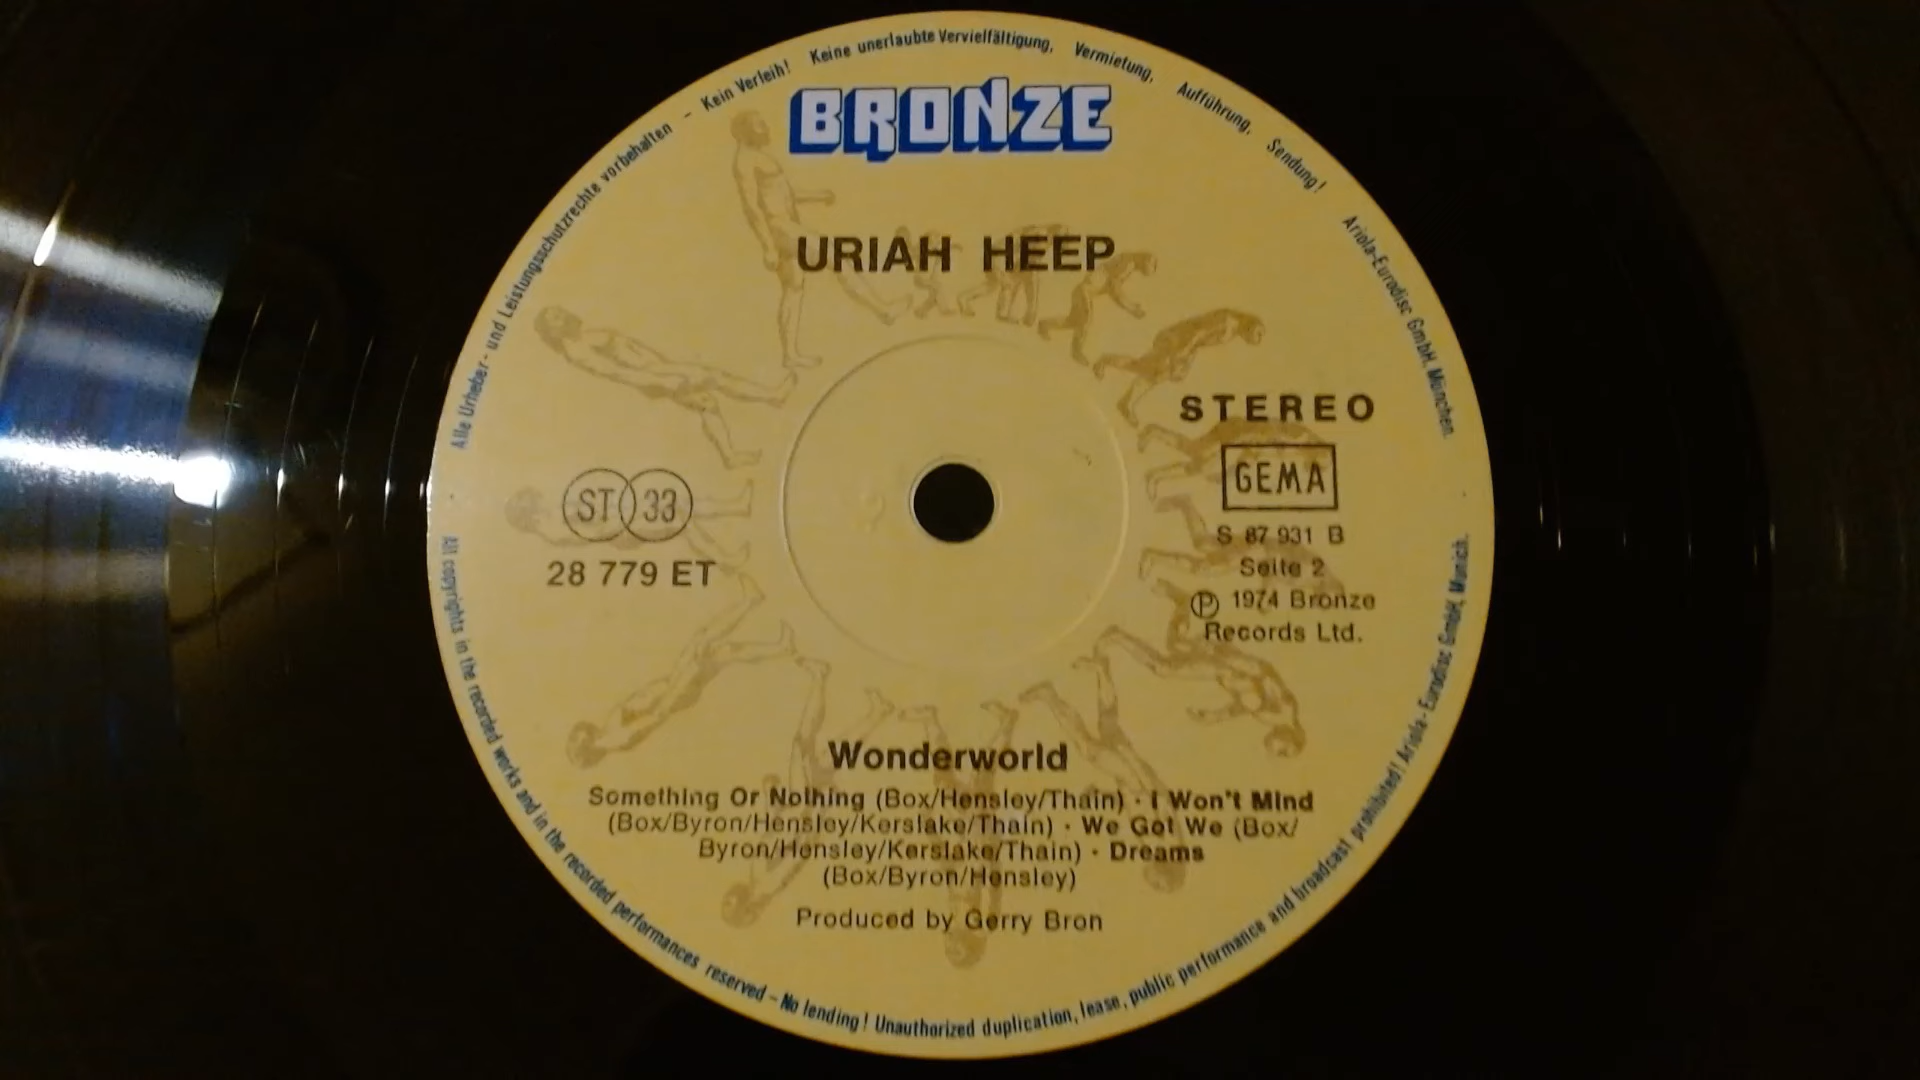 Alle Urheber- und Leistungsschutzrechte vorbehalten – Kein Verleih! Keine unerlaubte Vervielfältigung, Vermietung, Aufführung, Sendung! Ariola-Eurodisc GmbH, München.
BRONZE
URIAH HEEP
STEREO
GEMA
ST 33
S 87 931 B
28 779 ET
Seite 2
Ⓟ 1974 Bronze
Records Ltd.
Wonderworld
Something Or Nothing (Box/Hensley/Thain) · I Won't Mind
(Box/Byron/Hensley/Kerslake/Thain) · We Got We (Box/
Byron/Hensley/Kerslake/Thain) · Dreams
(Box/Byron/Hensley)
Produced by Gerry Bron
All copyrights in the recorded works and in the recorded performances reserved – No lending! Unauthorized duplication, lease, public performance and broadcast prohibited! Ariola-Eurodisc GmbH, Munich.